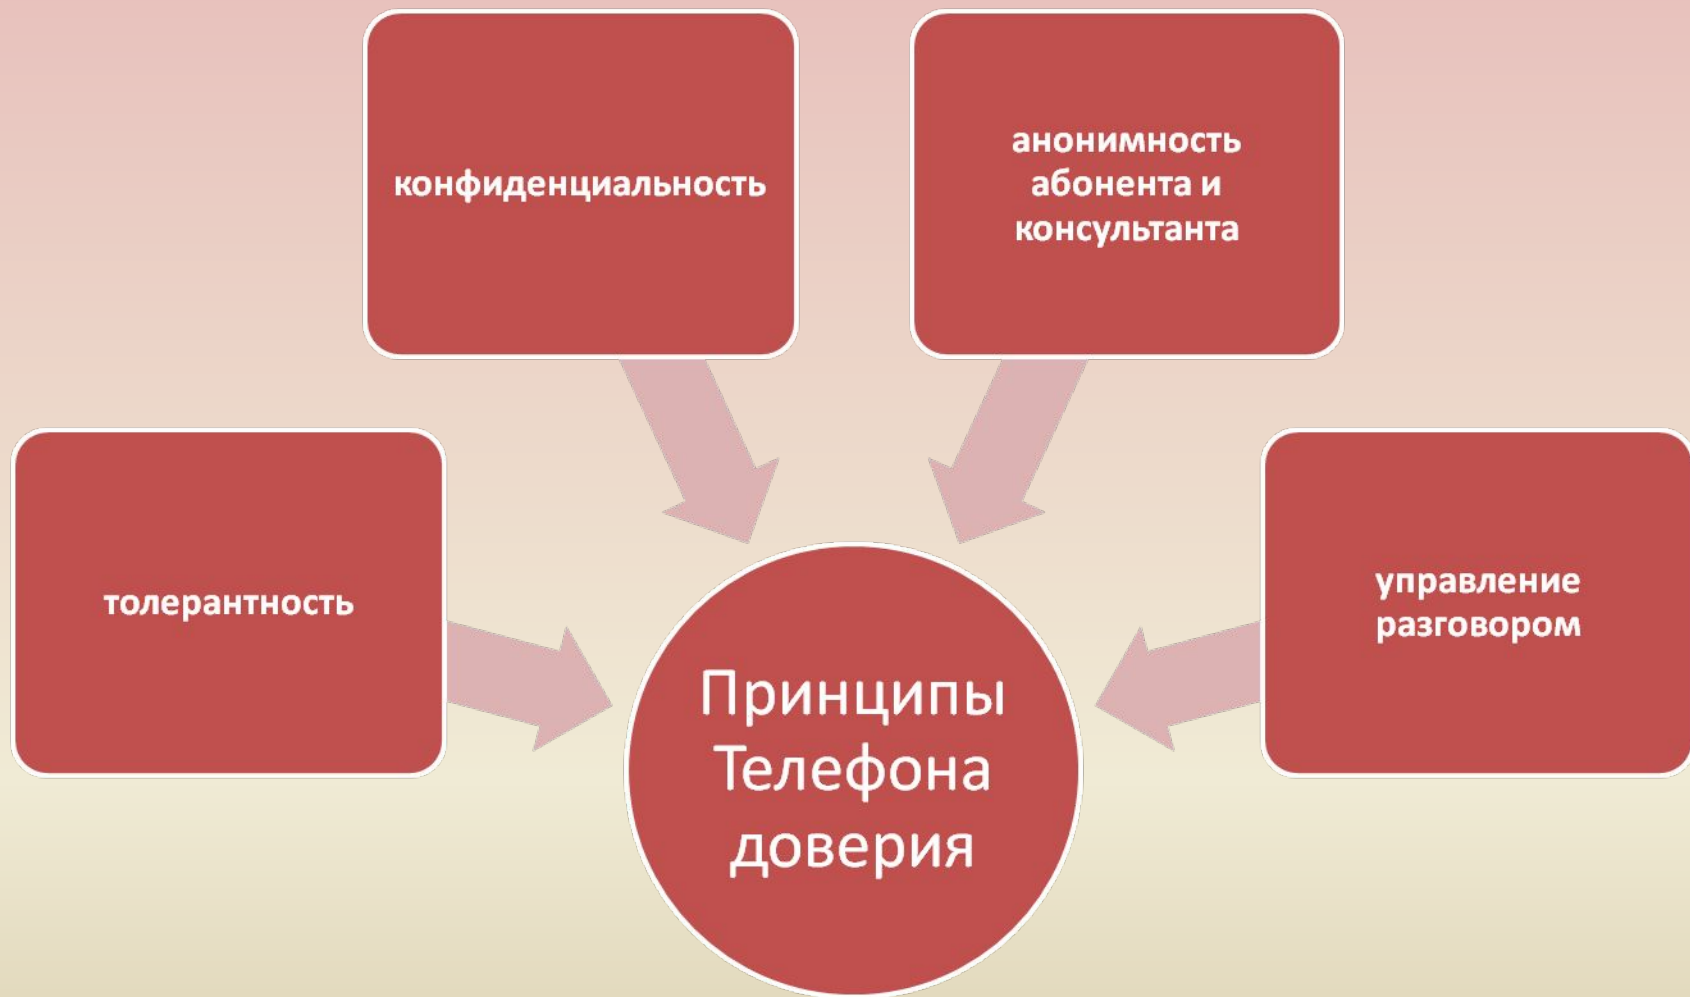 конфиденциальность
анонимность
абонента и
консультанта
толерантность
управление
разговором
Принципы
Телефона
доверия